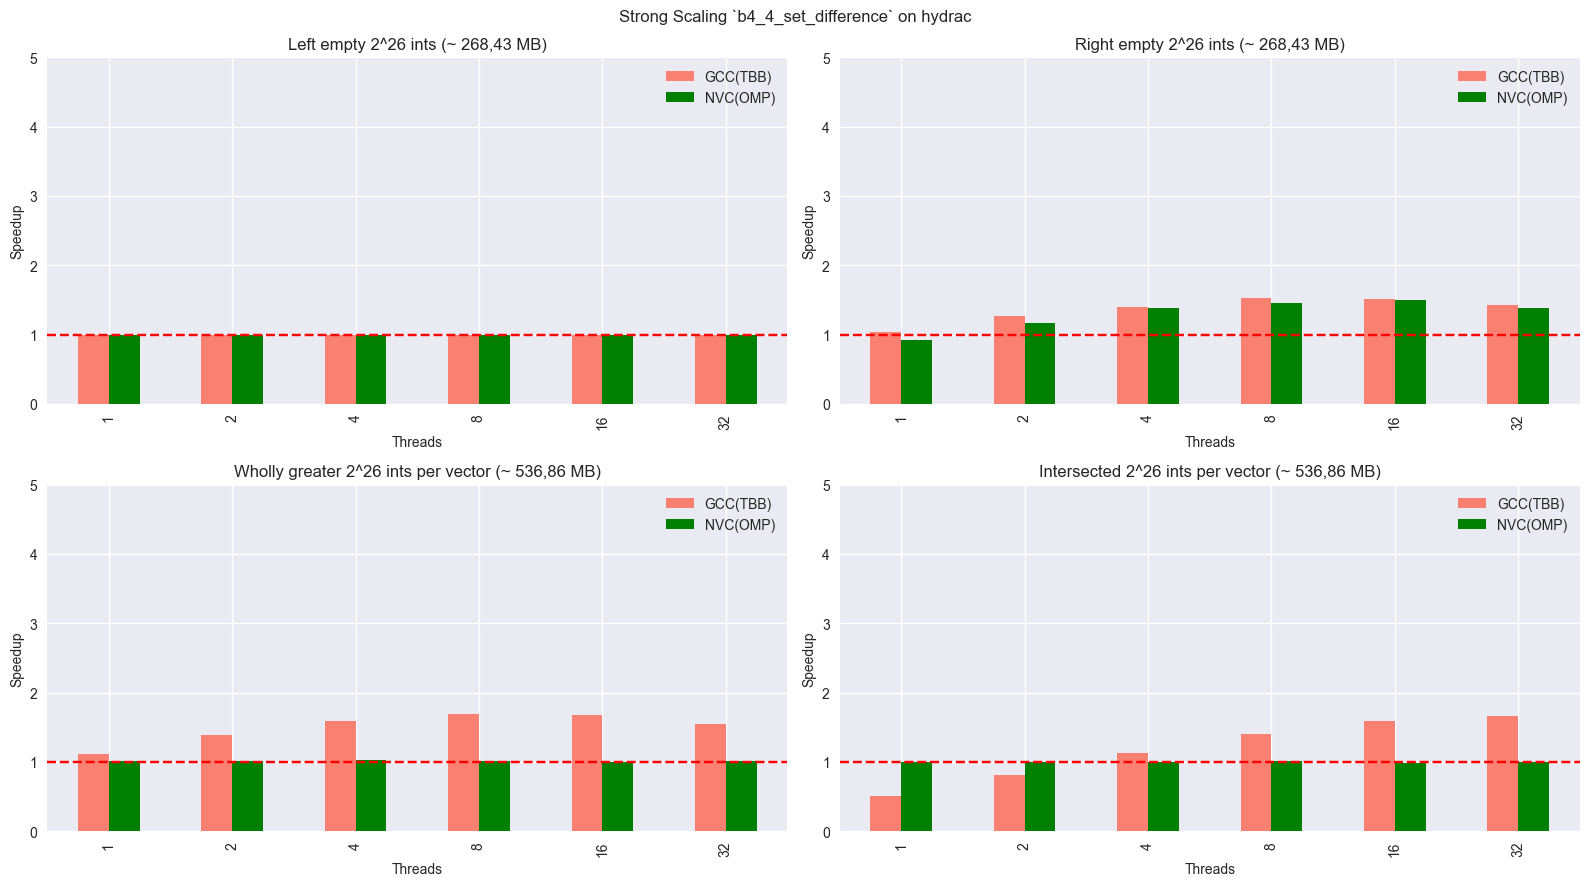 Strong Scaling `b4_4_set_difference` on hydrac
Left empty 2^26 ints (~ 268,43 MB)
Speedup
5
4
3
2
1
0
GCC(TBB)
NVC(OMP)
1 2 4 8 16 32
Threads
Right empty 2^26 ints (~ 268,43 MB)
Speedup
5
4
3
2
1
0
GCC(TBB)
NVC(OMP)
1 2 4 8 16 32
Threads
Wholly greater 2^26 ints per vector (~ 536,86 MB)
Speedup
5
4
3
2
1
0
GCC(TBB)
NVC(OMP)
1 2 4 8 16 32
Threads
Intersected 2^26 ints per vector (~ 536,86 MB)
Speedup
5
4
3
2
1
0
GCC(TBB)
NVC(OMP)
1 2 4 8 16 32
Threads